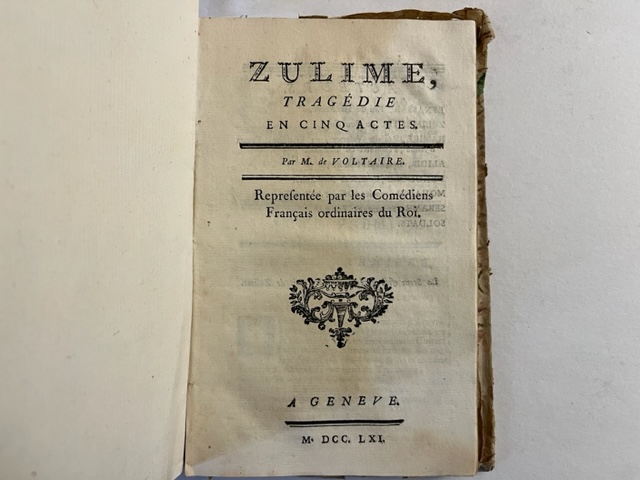 ZULIME,
TRAGÉDIE
EN CINQ ACTES.
Par M. de VOLTAIRE.
Representée par les Comédiens
Français ordinaires du Roi.
A GENEVE.
M. DCC. LXI.